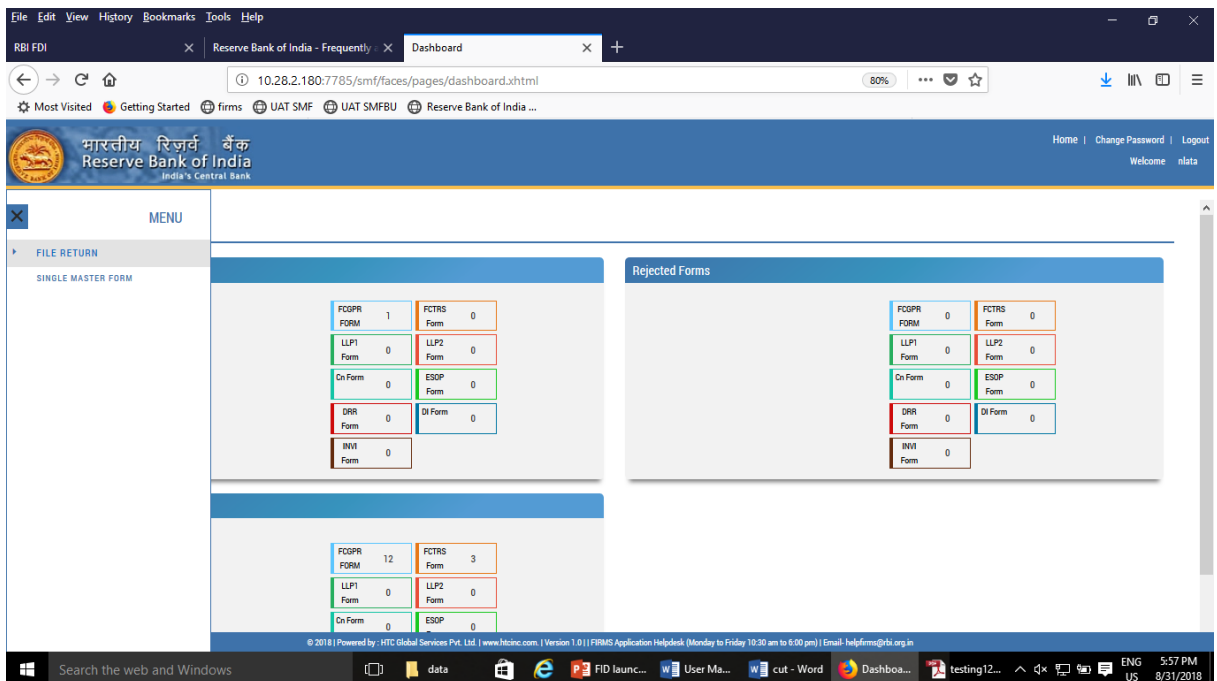 File Edit View History Bookmarks Tools Help
RBI FDI
Reserve Bank of India - Frequently
Dashboard
10.28.2.180:7785/smf/faces/pages/dashboard.xhtml
80%
Most Visited Getting Started firms UAT SMF UAT SMFBU Reserve Bank of India ...
भारतीय रिज़र्व बैंक
Reserve Bank of India
India's Central Bank
Home | Change Password | Logout
Welcome nlata
MENU
FILE RETURN
SINGLE MASTER FORM
FCGPR FORM 1 FCTRS Form 0
LLP1 Form 0 LLP2 Form 0
Cn Form 0 ESOP Form 0
DRR Form 0 DI Form 0
INVI Form 0
Rejected Forms
FCGPR FORM 0 FCTRS Form 0
LLP1 Form 0 LLP2 Form 0
Cn Form 0 ESOP Form 0
DRR Form 0 DI Form 0
INVI Form 0
FCGPR FORM 12 FCTRS Form 3
LLP1 Form 0 LLP2 Form 0
Cn Form 0 ESOP 0
© 2018 | Powered by : HTC Global Services Pvt. Ltd. | www.htcinc.com. | Version 1.0 | | FIRMS Application Helpdesk (Monday to Friday 10:30 am to 6:00 pm) | Email- helpfirms@rbi.org.in
Search the web and Windows
data
FID launc...
User Ma...
cut - Word
Dashboa...
testing12...
ENG US
5:57 PM
8/31/2018